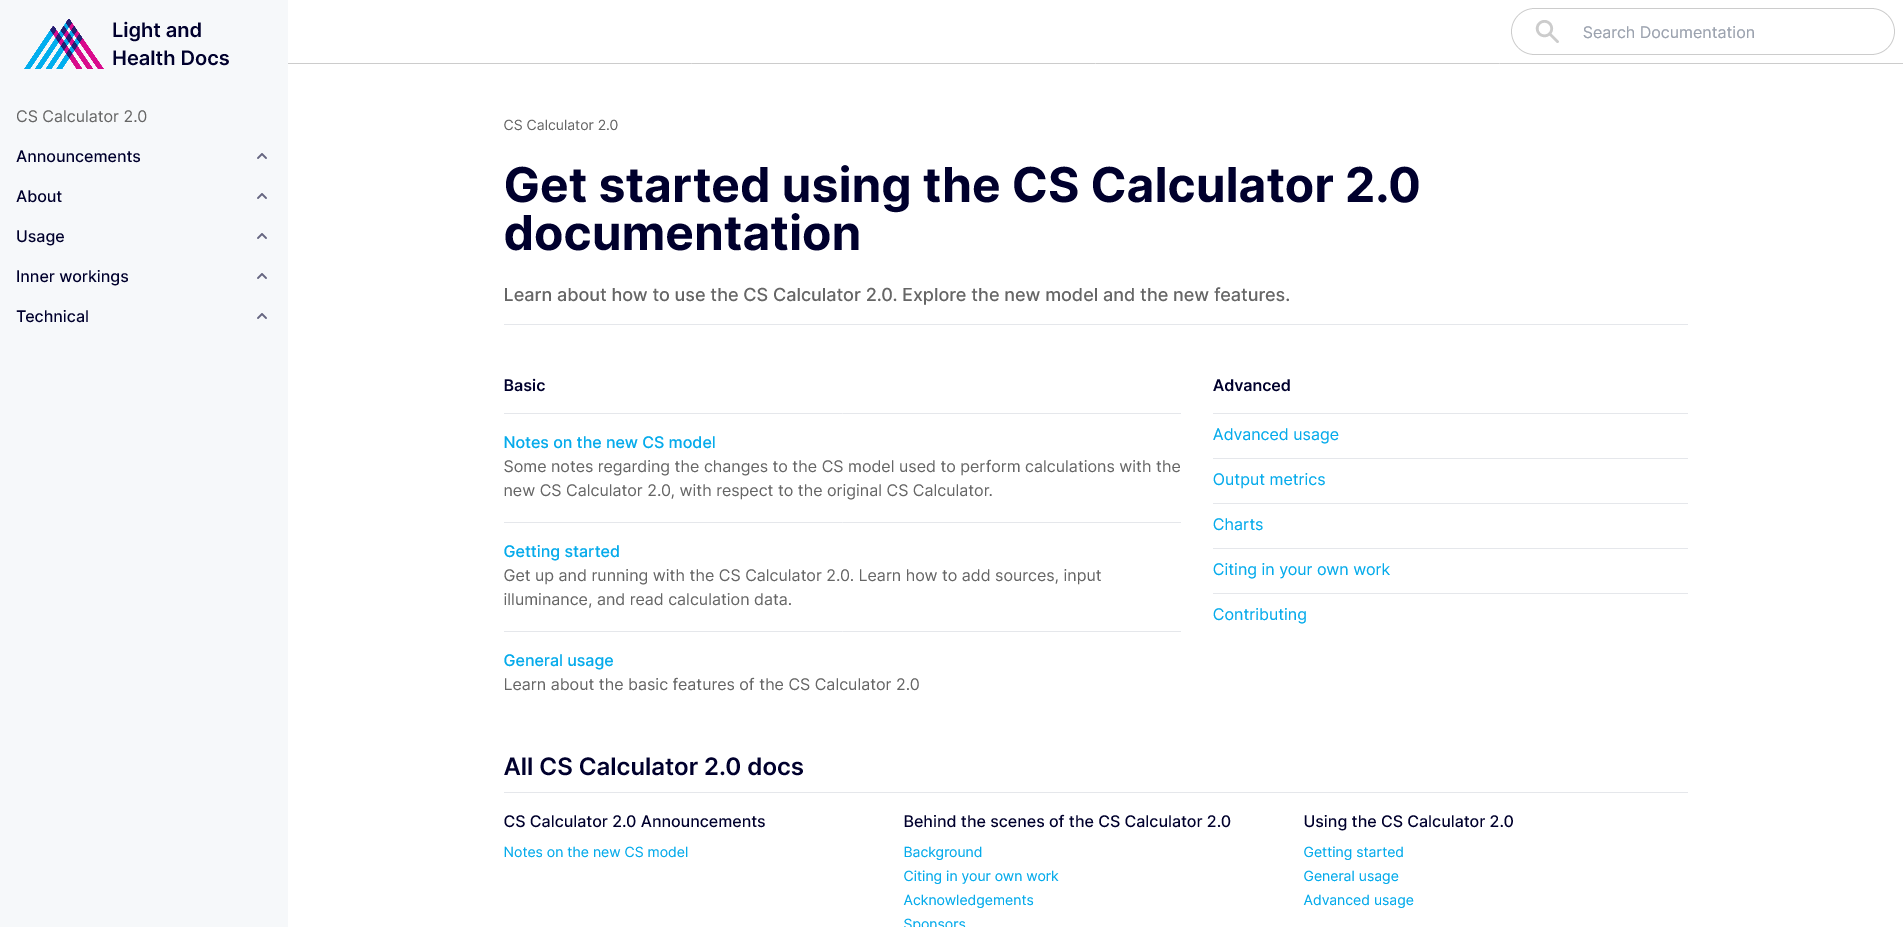 Light and
Health Docs
Search Documentation
CS Calculator 2.0
Announcements
About
Usage
Inner workings
Technical
CS Calculator 2.0
Get started using the CS Calculator 2.0
documentation
Learn about how to use the CS Calculator 2.0. Explore the new model and the new features.
Basic
Notes on the new CS model
Some notes regarding the changes to the CS model used to perform calculations with the
new CS Calculator 2.0, with respect to the original CS Calculator.
Getting started
Get up and running with the CS Calculator 2.0. Learn how to add sources, input
illuminance, and read calculation data.
General usage
Learn about the basic features of the CS Calculator 2.0
Advanced
Advanced usage
Output metrics
Charts
Citing in your own work
Contributing
All CS Calculator 2.0 docs
CS Calculator 2.0 Announcements
Notes on the new CS model
Behind the scenes of the CS Calculator 2.0
Background
Citing in your own work
Acknowledgements
Sponsors
Using the CS Calculator 2.0
Getting started
General usage
Advanced usage